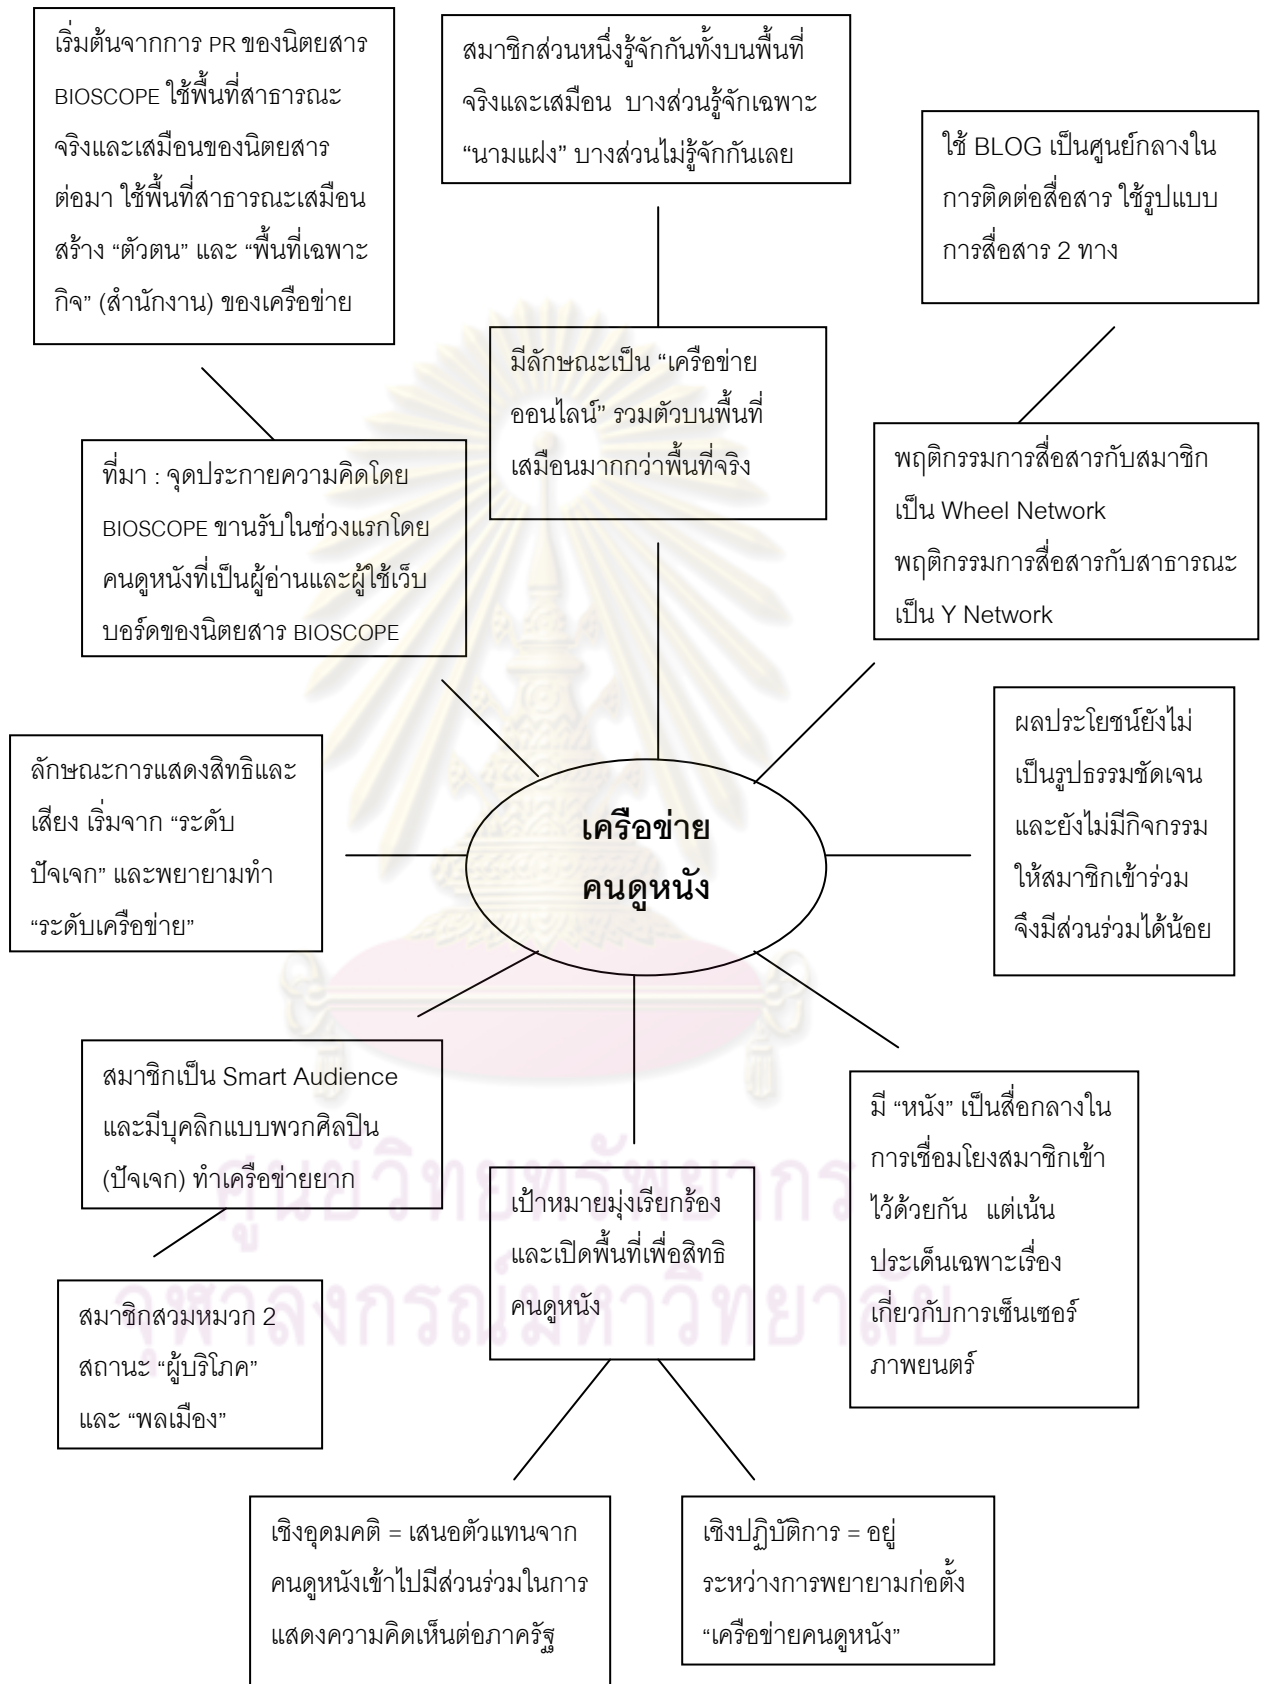 เริ่มต้นจากการ PR ของนิตยสาร
BIOSCOPE ใช้พื้นที่สาธารณะ
จริงและเสมือนของนิตยสาร
ต่อมา ใช้พื้นที่สาธารณะเสมือน
สร้าง “ตัวตน” และ “พื้นที่เฉพาะ
กิจ” (สำนักงาน) ของเครือข่าย
สมาชิกส่วนหนึ่งรู้จักกันทั้งบนพื้นที่
จริงและเสมือน บางส่วนรู้จักเฉพาะ
“นามแฝง” บางส่วนไม่รู้จักกันเลย
ใช้ BLOG เป็นศูนย์กลางใน
การติดต่อสื่อสาร ใช้รูปแบบ
การสื่อสาร 2 ทาง
มีลักษณะเป็น “เครือข่าย
ออนไลน์” รวมตัวบนพื้นที่
เสมือนมากกว่าพื้นที่จริง
ที่มา : จุดประกายความคิดโดย
BIOSCOPE ขานรับในช่วงแรกโดย
คนดูหนังที่เป็นผู้อ่านและผู้ใช้เว็บ
บอร์ดของนิตยสาร BIOSCOPE
พฤติกรรมการสื่อสารกับสมาชิก
เป็น Wheel Network
พฤติกรรมการสื่อสารกับสาธารณะ
เป็น Y Network
ผลประโยชน์ยังไม่
เป็นรูปธรรมชัดเจน
และยังไม่มีกิจกรรม
ให้สมาชิกเข้าร่วม
จึงมีส่วนร่วมได้น้อย
ลักษณะการแสดงสิทธิและ
เสียง เริ่มจาก “ระดับ
ปัจเจก” และพยายามทำ
“ระดับเครือข่าย”
เครือข่าย
คนดูหนัง
สมาชิกเป็น Smart Audience
และมีบุคลิกแบบพวกศิลปิน
(ปัจเจก) ทำเครือข่ายยาก
มี “หนัง” เป็นสื่อกลางใน
การเชื่อมโยงสมาชิกเข้า
ไว้ด้วยกัน แต่เน้น
ประเด็นเฉพาะเรื่อง
เกี่ยวกับการเซ็นเซอร์
ภาพยนตร์
เป้าหมายมุ่งเรียกร้อง
และเปิดพื้นที่เพื่อสิทธิ
คนดูหนัง
สมาชิกสวมหมวก 2
สถานะ “ผู้บริโภค”
และ “พลเมือง”
เชิงอุดมคติ = เสนอตัวแทนจาก
คนดูหนังเข้าไปมีส่วนร่วมในการ
แสดงความคิดเห็นต่อภาครัฐ
เชิงปฏิบัติการ = อยู่
ระหว่างการพยายามก่อตั้ง
“เครือข่ายคนดูหนัง”
ศูนย์วิทยทรัพยากร
จุฬาลงกรณ์มหาวิทยาลัย